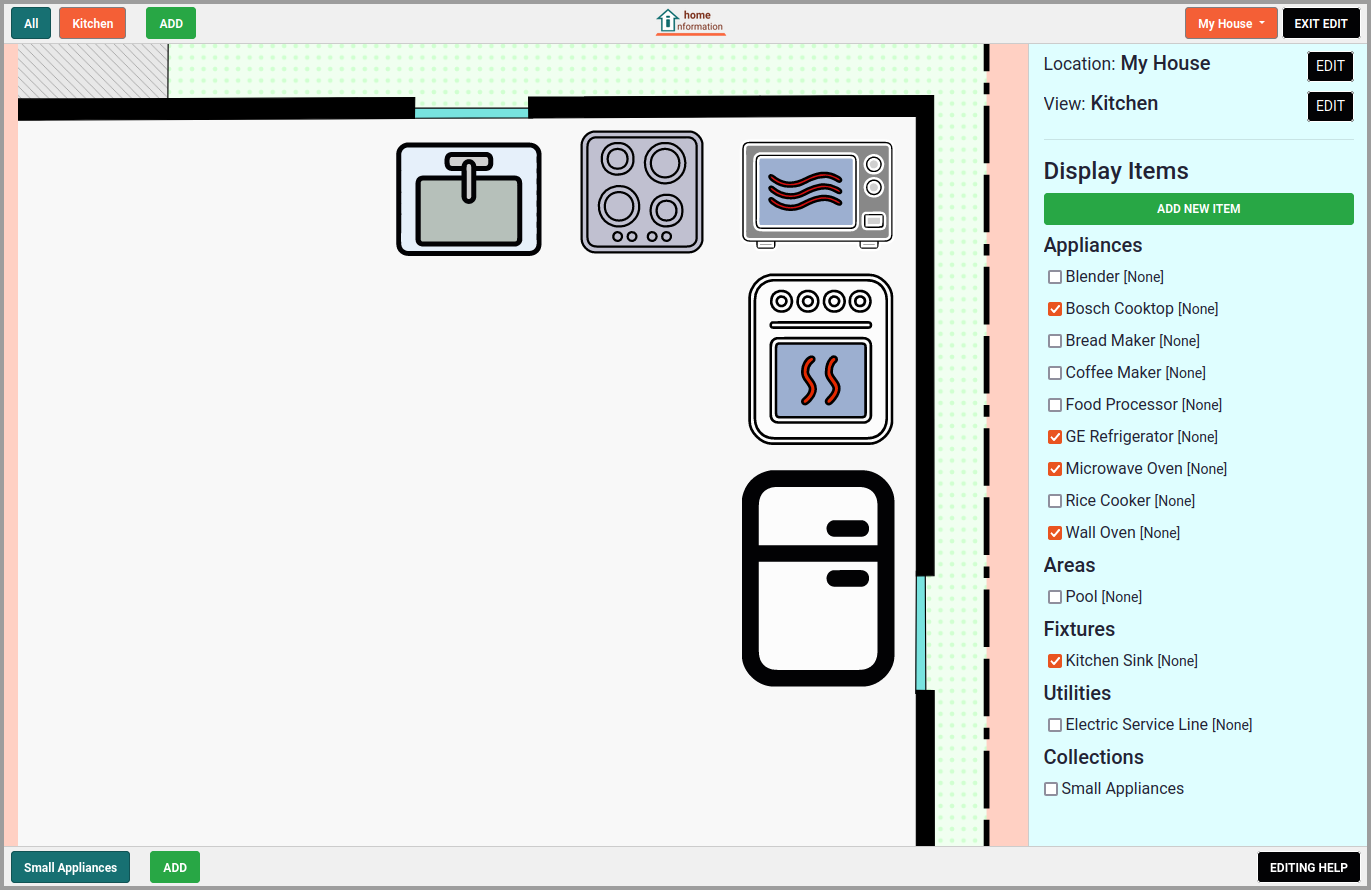 All
Kitchen
ADD
home
information
My House
EXIT EDIT
Location: My House
EDIT
View: Kitchen
EDIT
Display Items
ADD NEW ITEM
Appliances
Blender [None]
Bosch Cooktop [None]
Bread Maker [None]
Coffee Maker [None]
Food Processor [None]
GE Refrigerator [None]
Microwave Oven [None]
Rice Cooker [None]
Wall Oven [None]
Areas
Pool [None]
Fixtures
Kitchen Sink [None]
Utilities
Electric Service Line [None]
Collections
Small Appliances
Small Appliances
ADD
EDITING HELP